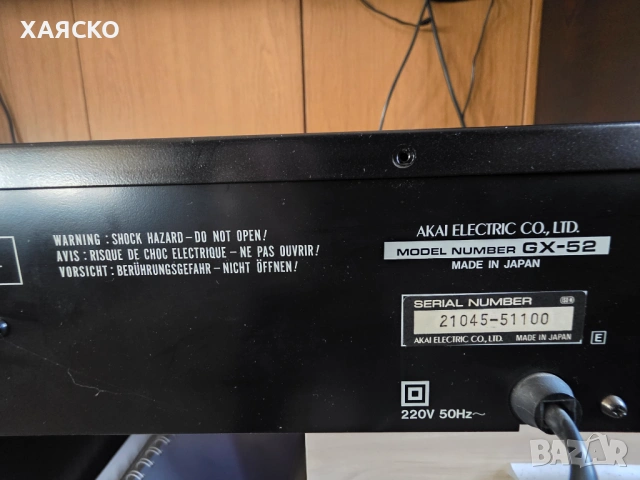 ХАЯСКО
WARNING : SHOCK HAZARD – DO NOT OPEN!
AVIS : RISQUE DE CHOC ELECTRIQUE – NE PAS OUVRIR!
VORSICHT : BERÜHRUNGSGEFAHR – NICHT ÖFFNEN!
AKAI ELECTRIC CO., LTD.
MODEL NUMBER GX-52
MADE IN JAPAN
SERIAL NUMBER
21045-51100
AKAI ELECTRIC CO., LTD. MADE IN JAPAN
E
220V 50Hz~
bazar